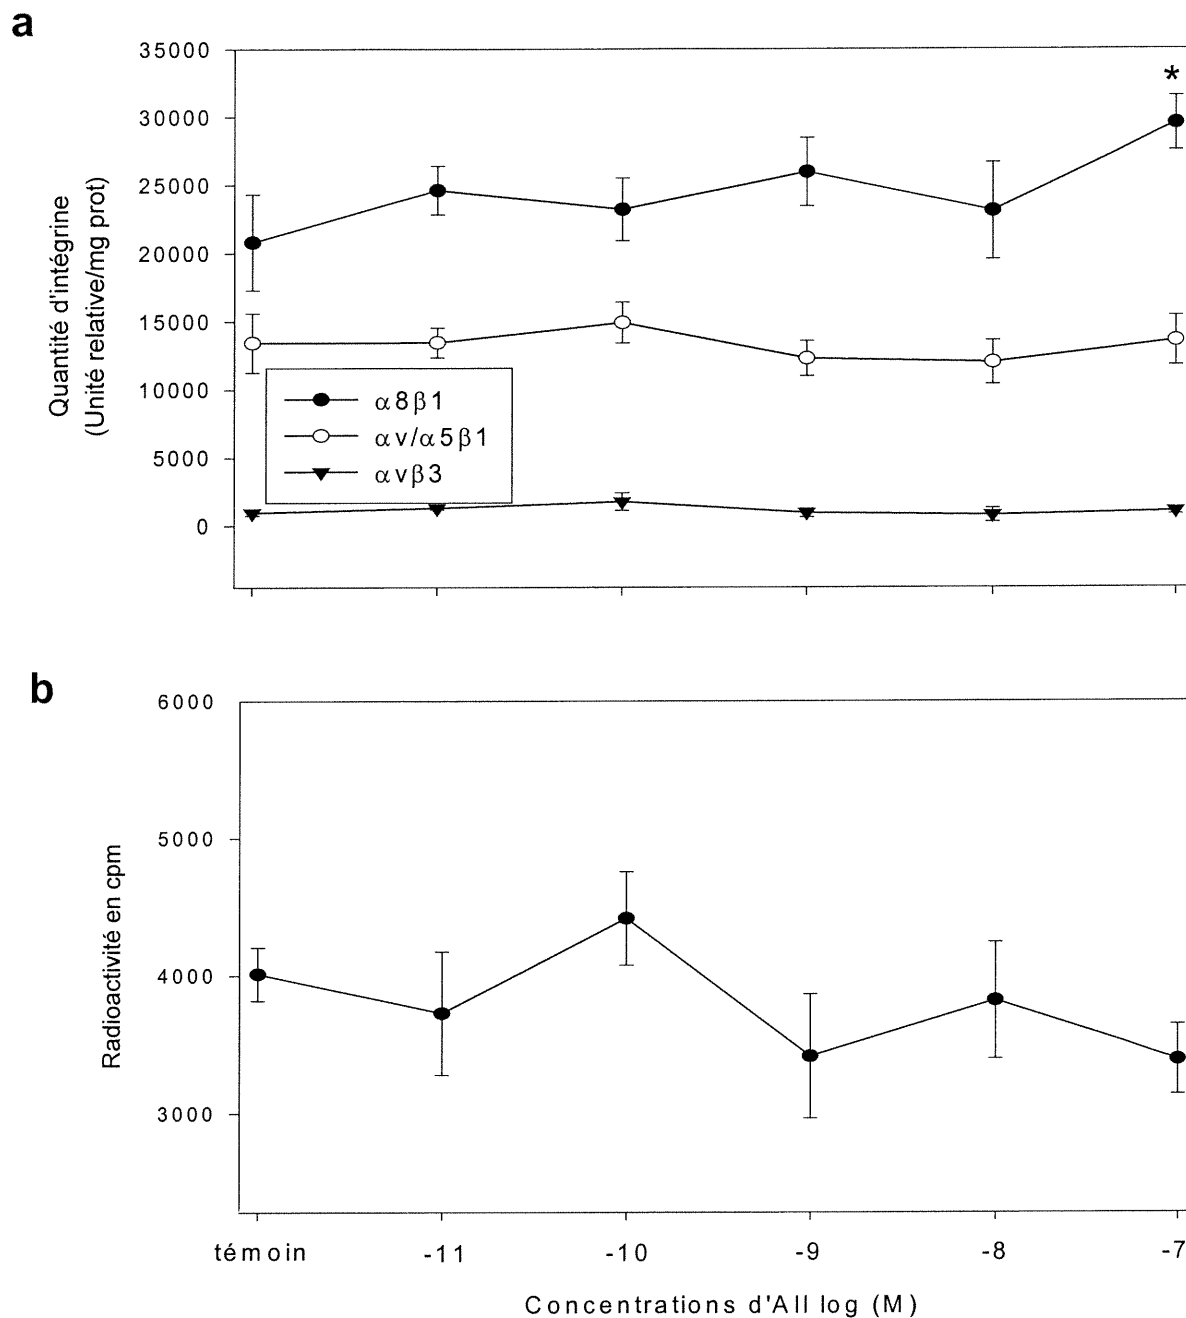 a
35000
*
30000
25000
20000
15000
10000
5000
0
Quantité d'intégrine
(Unité relative/mg prot)
α8β1
αv/α5β1
αvβ3
b
6000
5000
4000
3000
Radioactivité en cpm
témoin -11 -10 -9 -8 -7
Concentrations d'AII log (M)